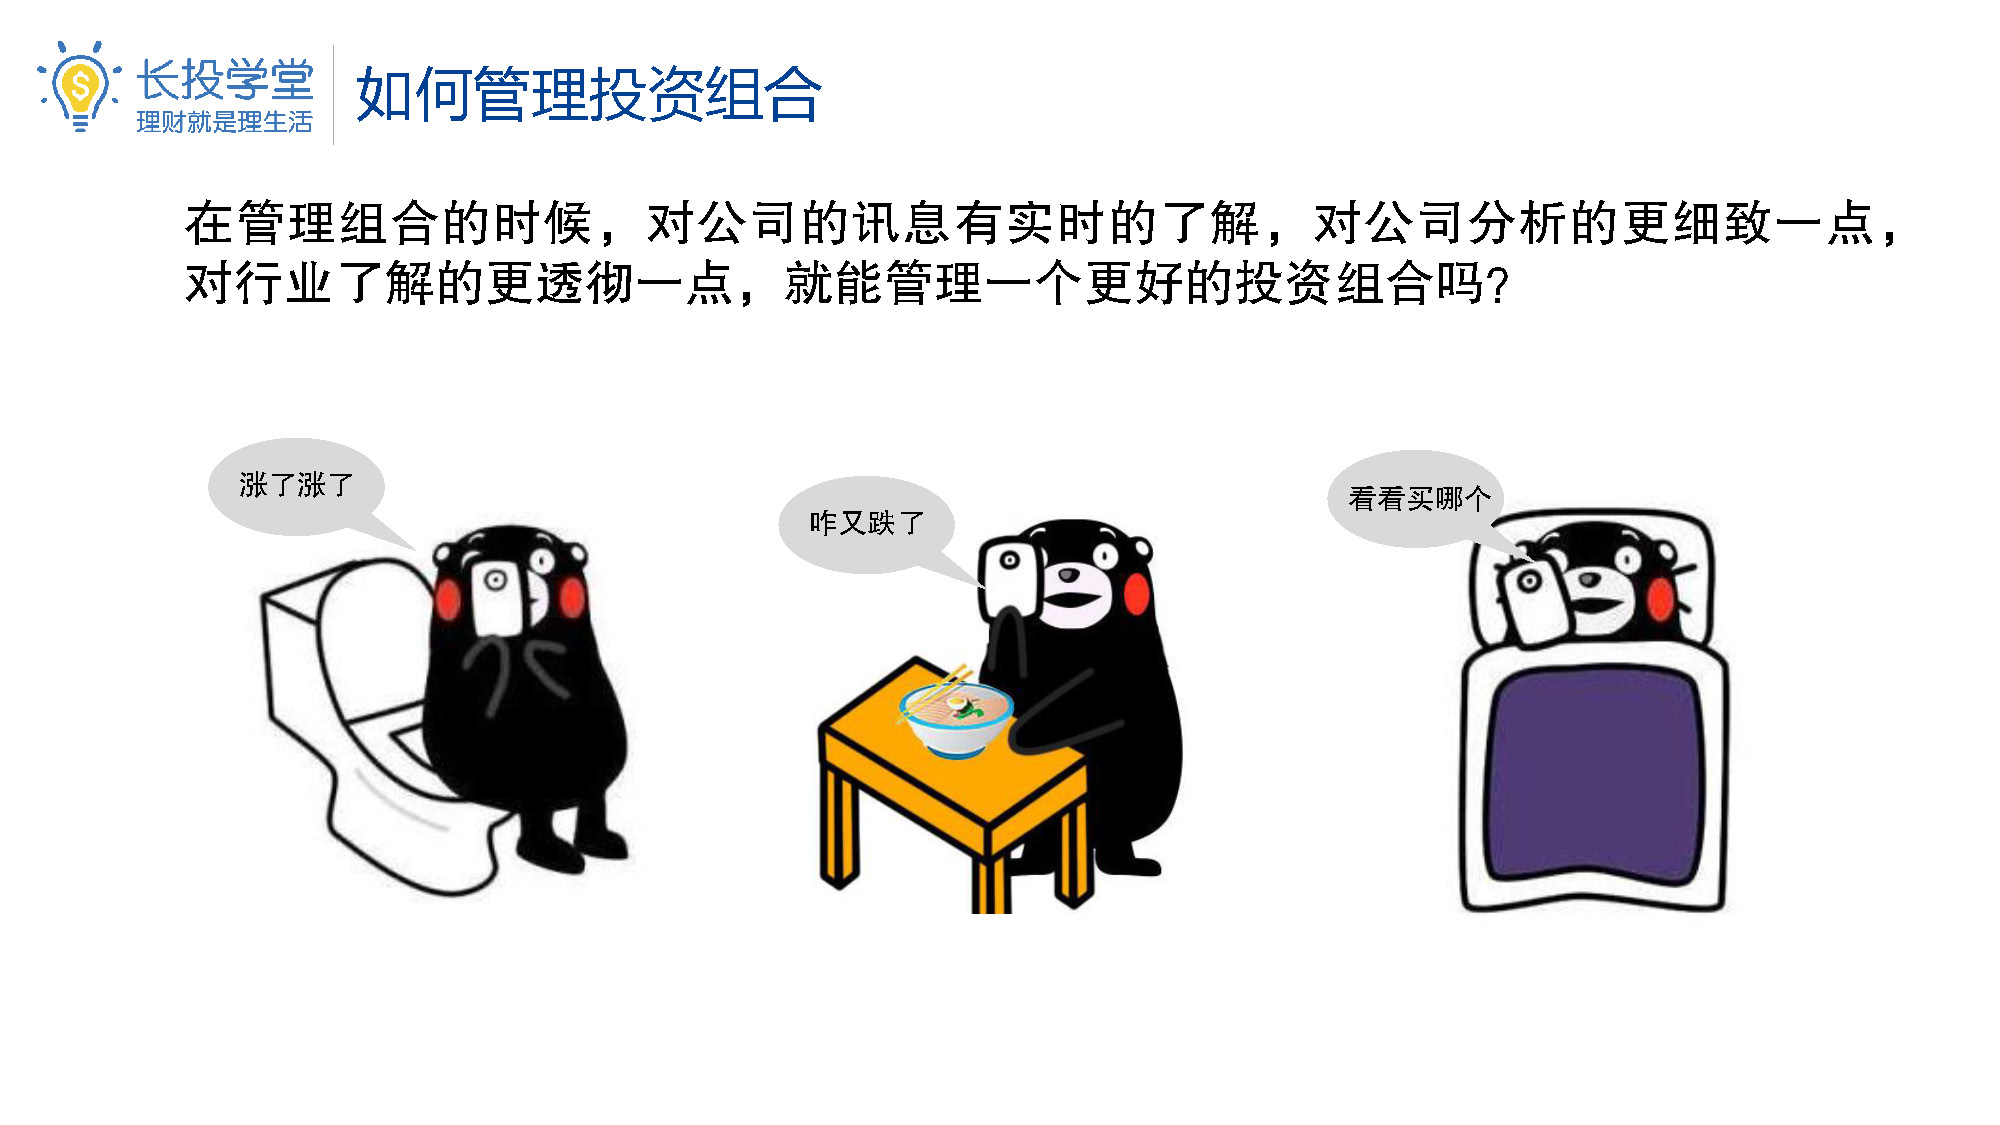 长投学堂
理财就是理生活
如何管理投资组合
在管理组合的时候，对公司的讯息有实时的了解，对公司分析的更细致一点，
对行业了解的更透彻一点，就能管理一个更好的投资组合吗?
涨了涨了
咋又跌了
看看买哪个